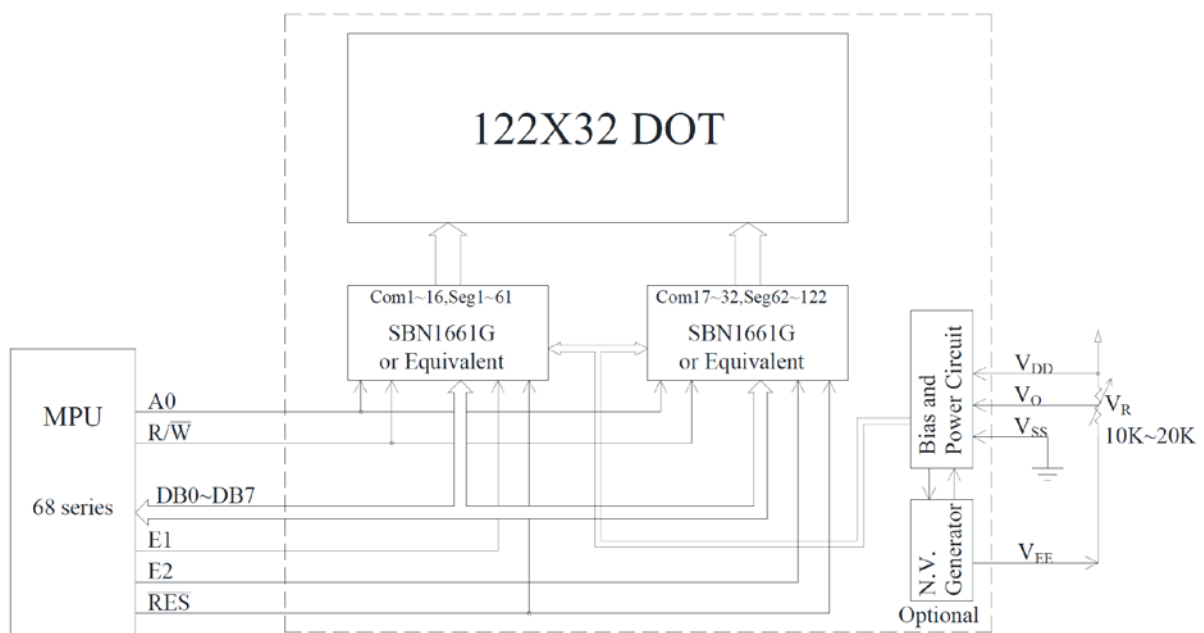 122X32 DOT
Com1~16,Seg1~61
SBN1661G
or Equivalent
Com17~32,Seg62~122
SBN1661G
or Equivalent
MPU
68 series
A0
R/W̅
DB0~DB7
E1
E2
R̅E̅S̅
Bias and
Power Circuit
N.V.
Generator
Optional
VDD
VO
VSS
VR
10K~20K
VEE